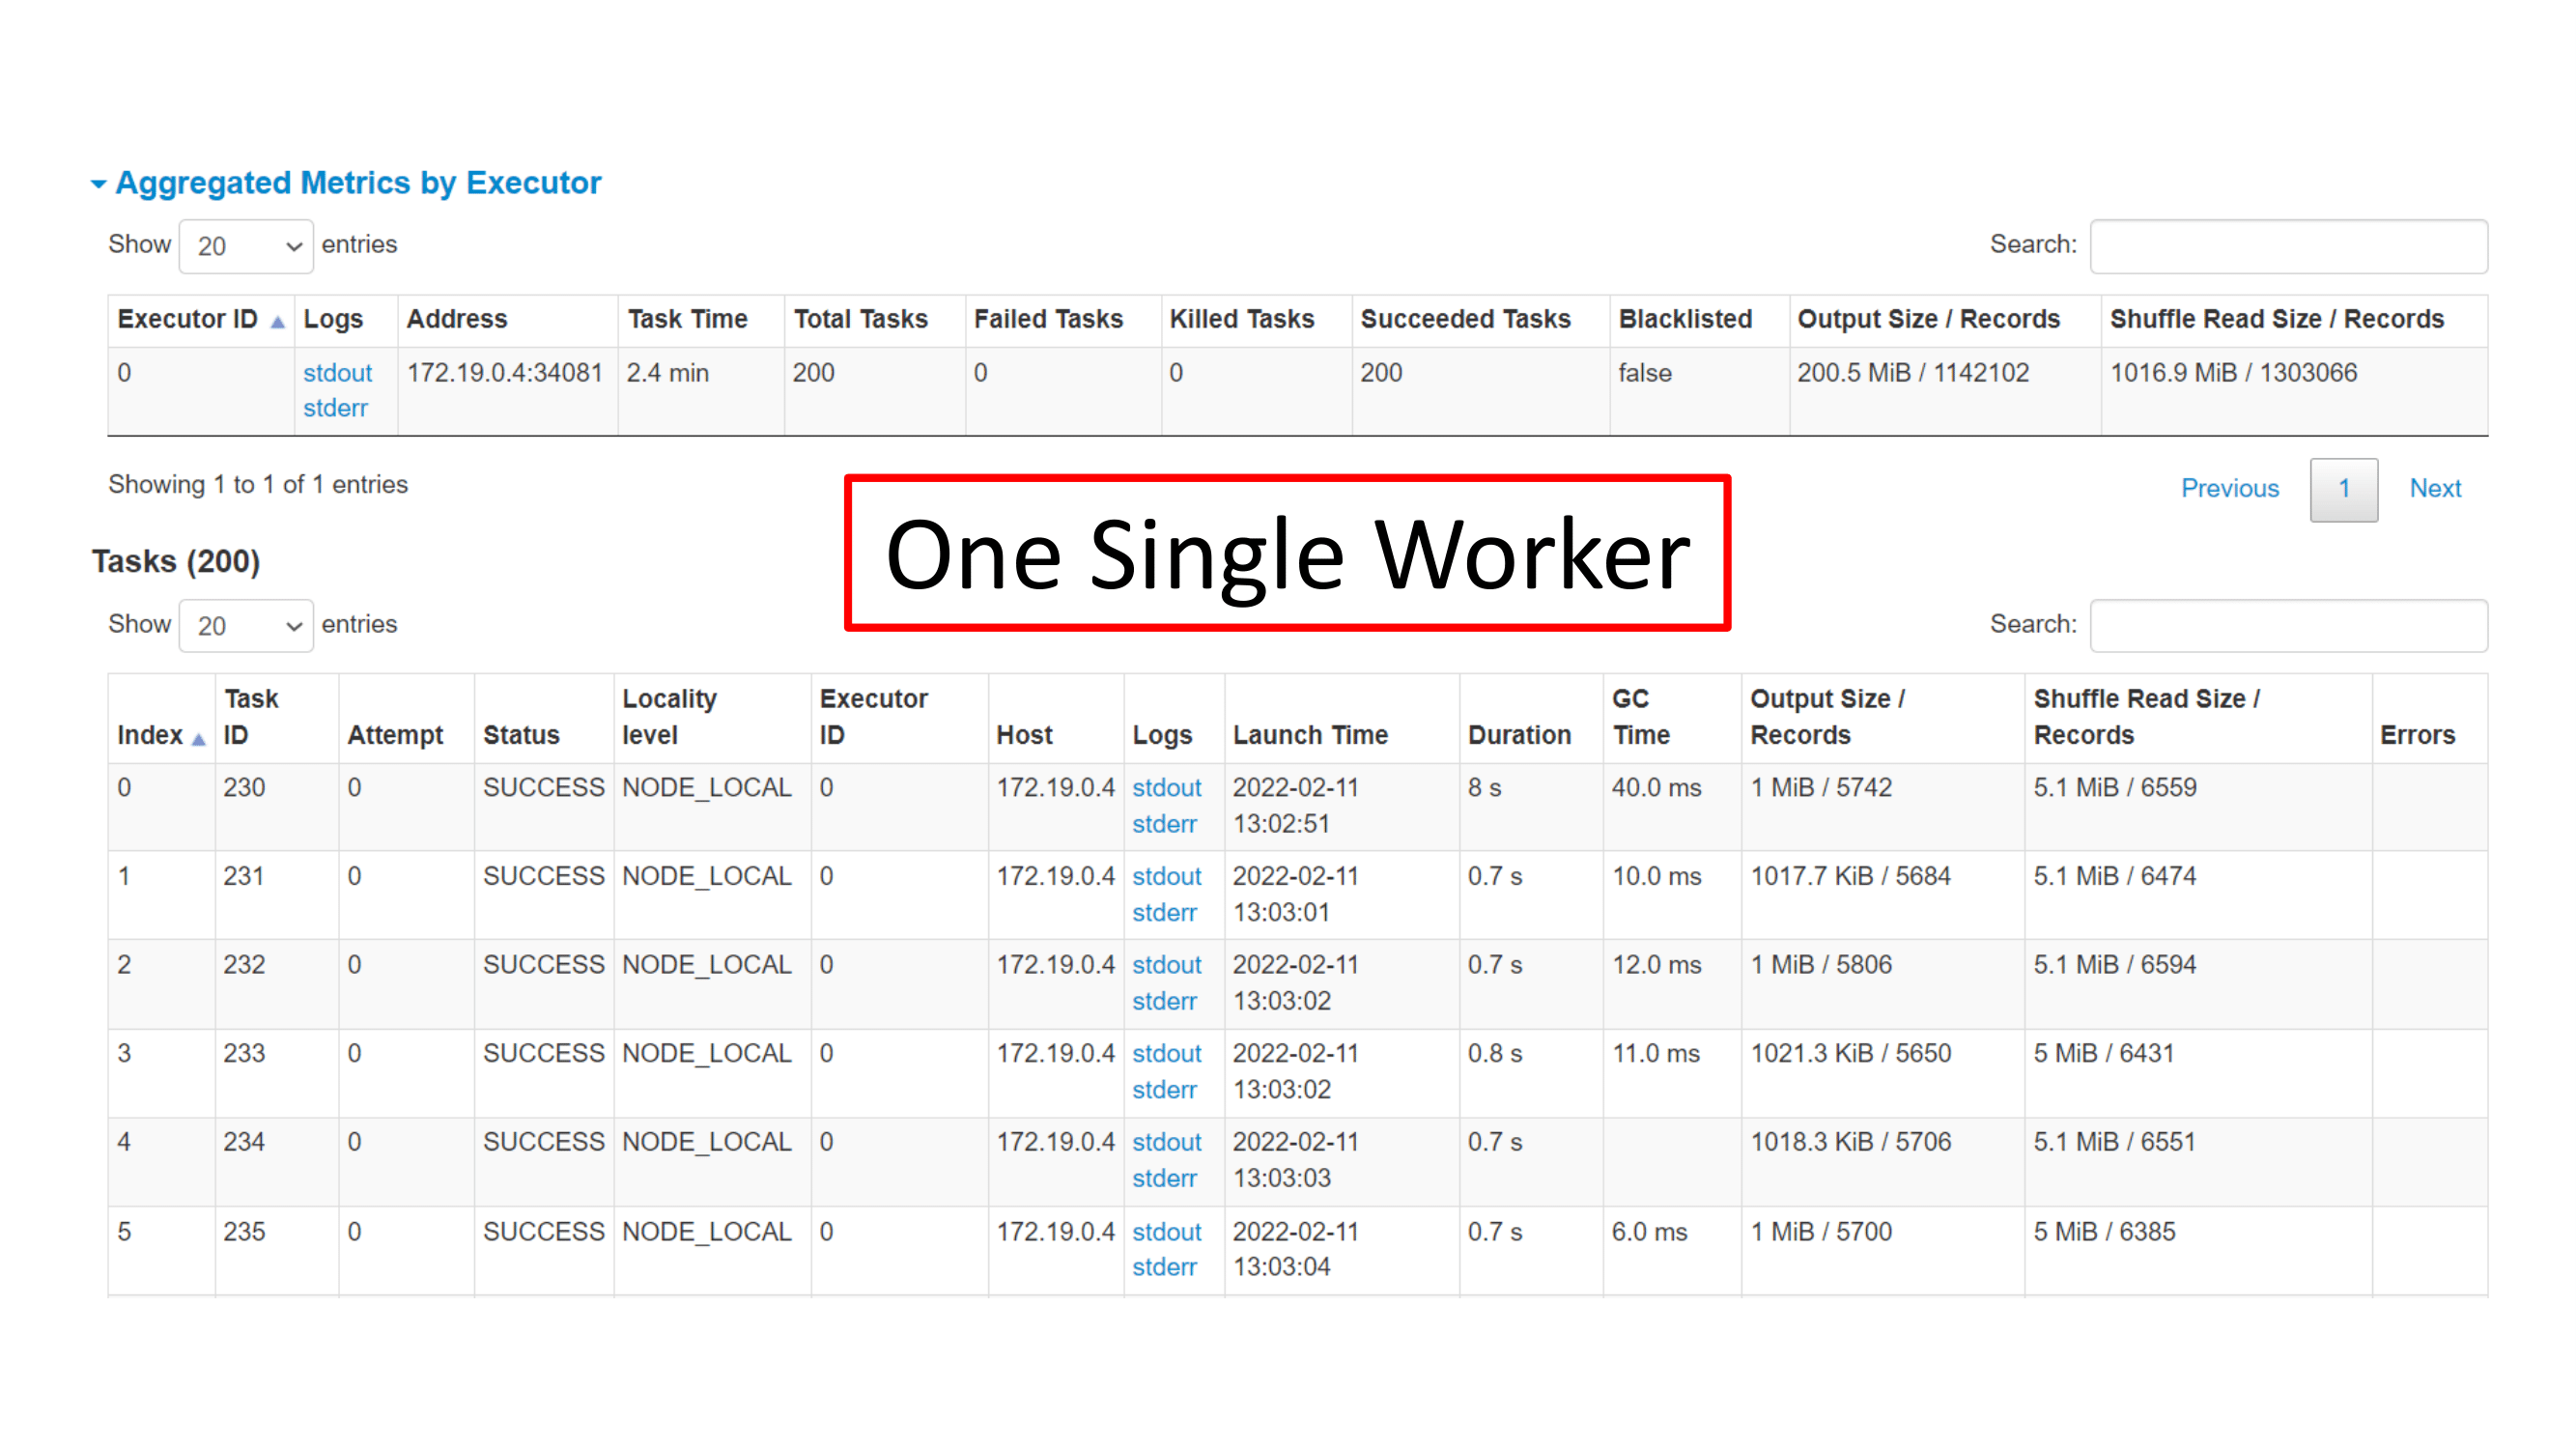 Aggregated Metrics by Executor
Show 20 entries Search:
Executor ID Logs Address Task Time Total Tasks Failed Tasks Killed Tasks Succeeded Tasks Blacklisted Output Size / Records Shuffle Read Size / Records
0 stdout 172.19.0.4:34081 2.4 min 200 0 0 200 false 200.5 MiB / 1142102 1016.9 MiB / 1303066
stderr
Showing 1 to 1 of 1 entries Previous 1 Next
One Single Worker
Tasks (200)
Show 20 entries Search:
Task Locality Executor GC Output Size / Shuffle Read Size /
Index ID Attempt Status level ID Host Logs Launch Time Duration Time Records Records Errors
0 230 0 SUCCESS NODE_LOCAL 0 172.19.0.4 stdout 2022-02-11 8 s 40.0 ms 1 MiB / 5742 5.1 MiB / 6559
stderr 13:02:51
1 231 0 SUCCESS NODE_LOCAL 0 172.19.0.4 stdout 2022-02-11 0.7 s 10.0 ms 1017.7 KiB / 5684 5.1 MiB / 6474
stderr 13:03:01
2 232 0 SUCCESS NODE_LOCAL 0 172.19.0.4 stdout 2022-02-11 0.7 s 12.0 ms 1 MiB / 5806 5.1 MiB / 6594
stderr 13:03:02
3 233 0 SUCCESS NODE_LOCAL 0 172.19.0.4 stdout 2022-02-11 0.8 s 11.0 ms 1021.3 KiB / 5650 5 MiB / 6431
stderr 13:03:02
4 234 0 SUCCESS NODE_LOCAL 0 172.19.0.4 stdout 2022-02-11 0.7 s 1018.3 KiB / 5706 5.1 MiB / 6551
stderr 13:03:03
5 235 0 SUCCESS NODE_LOCAL 0 172.19.0.4 stdout 2022-02-11 0.7 s 6.0 ms 1 MiB / 5700 5 MiB / 6385
stderr 13:03:04